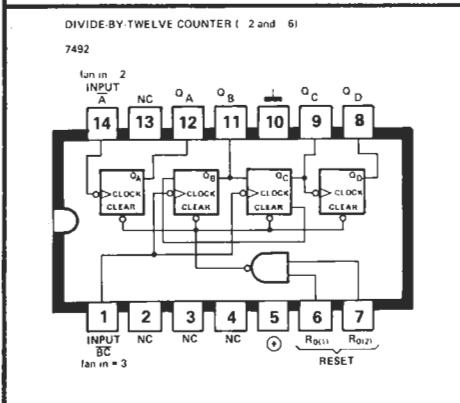 DIVIDE-BY-TWELVE COUNTER ( 2 and 6)
7492
fan in 2
INPUT
A NC QA QB QC QD
14 13 12 11 10 9 8
QA QB QC QD
CLOCK CLOCK CLOCK CLOCK
CLEAR CLEAR CLEAR CLEAR
1 2 3 4 5 6 7
INPUT NC NC NC + R0(1) R0(2)
BC
fan in = 3
RESET